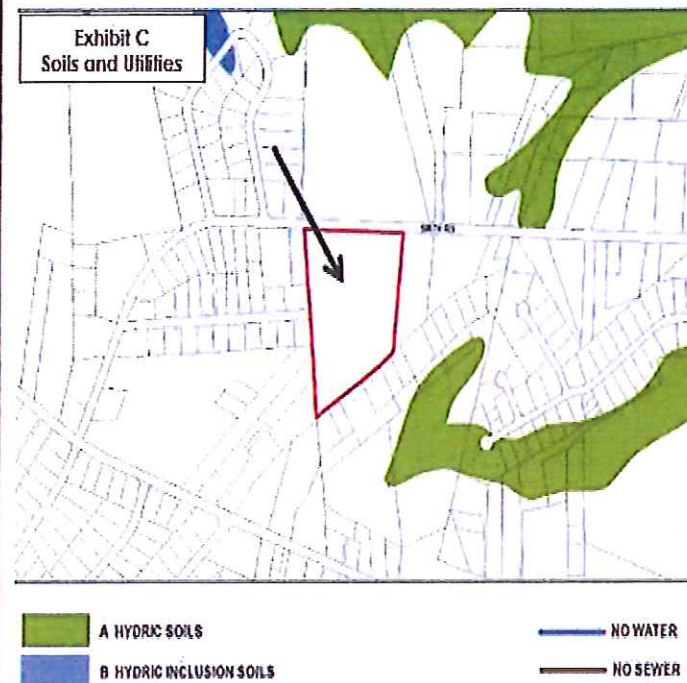 Exhibit C
Soils and Utilities
A HYDRIC SOILS
NO WATER
B HYDRIC INCLUSION SOILS
NO SEWER